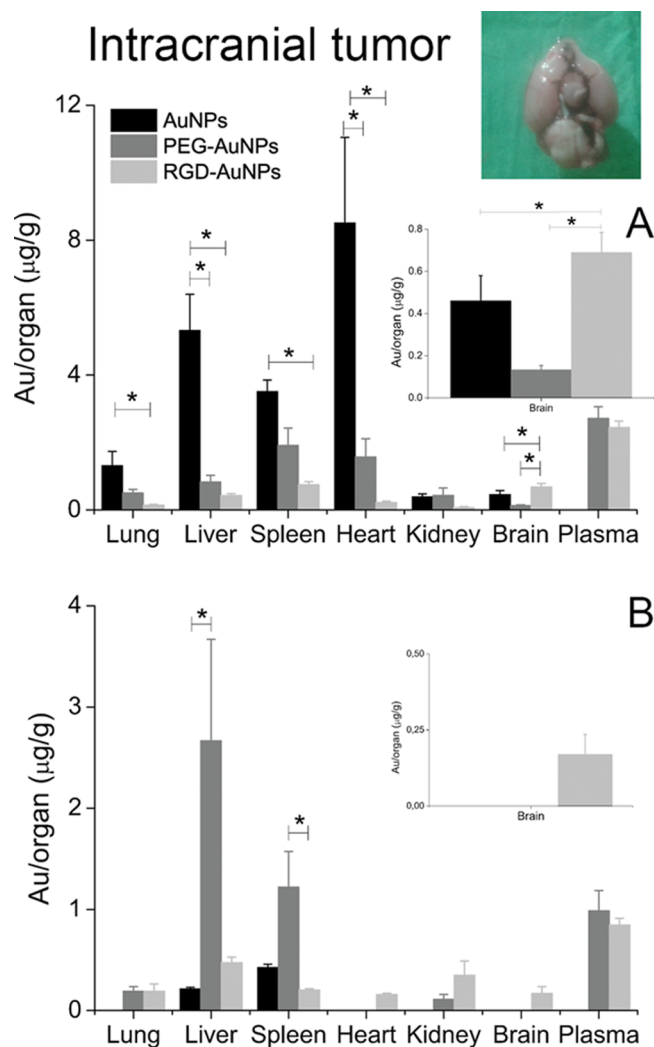 Intracranial tumor
12
8
4
0
Au/organ (µg/g)
AuNPs
PEG-AuNPs
RGD-AuNPs
*
*
*
*
*
*
*
*
A
0.8
0.6
0.4
0.2
0.0
Au/organ (µg/g)
*
*
Brain
Lung Liver Spleen Heart Kidney Brain Plasma
B
4
3
2
1
0
Au/organ (µg/g)
*
*
0,50
0,25
0,00
Au/organ (µg/g)
Brain
Lung Liver Spleen Heart Kidney Brain Plasma